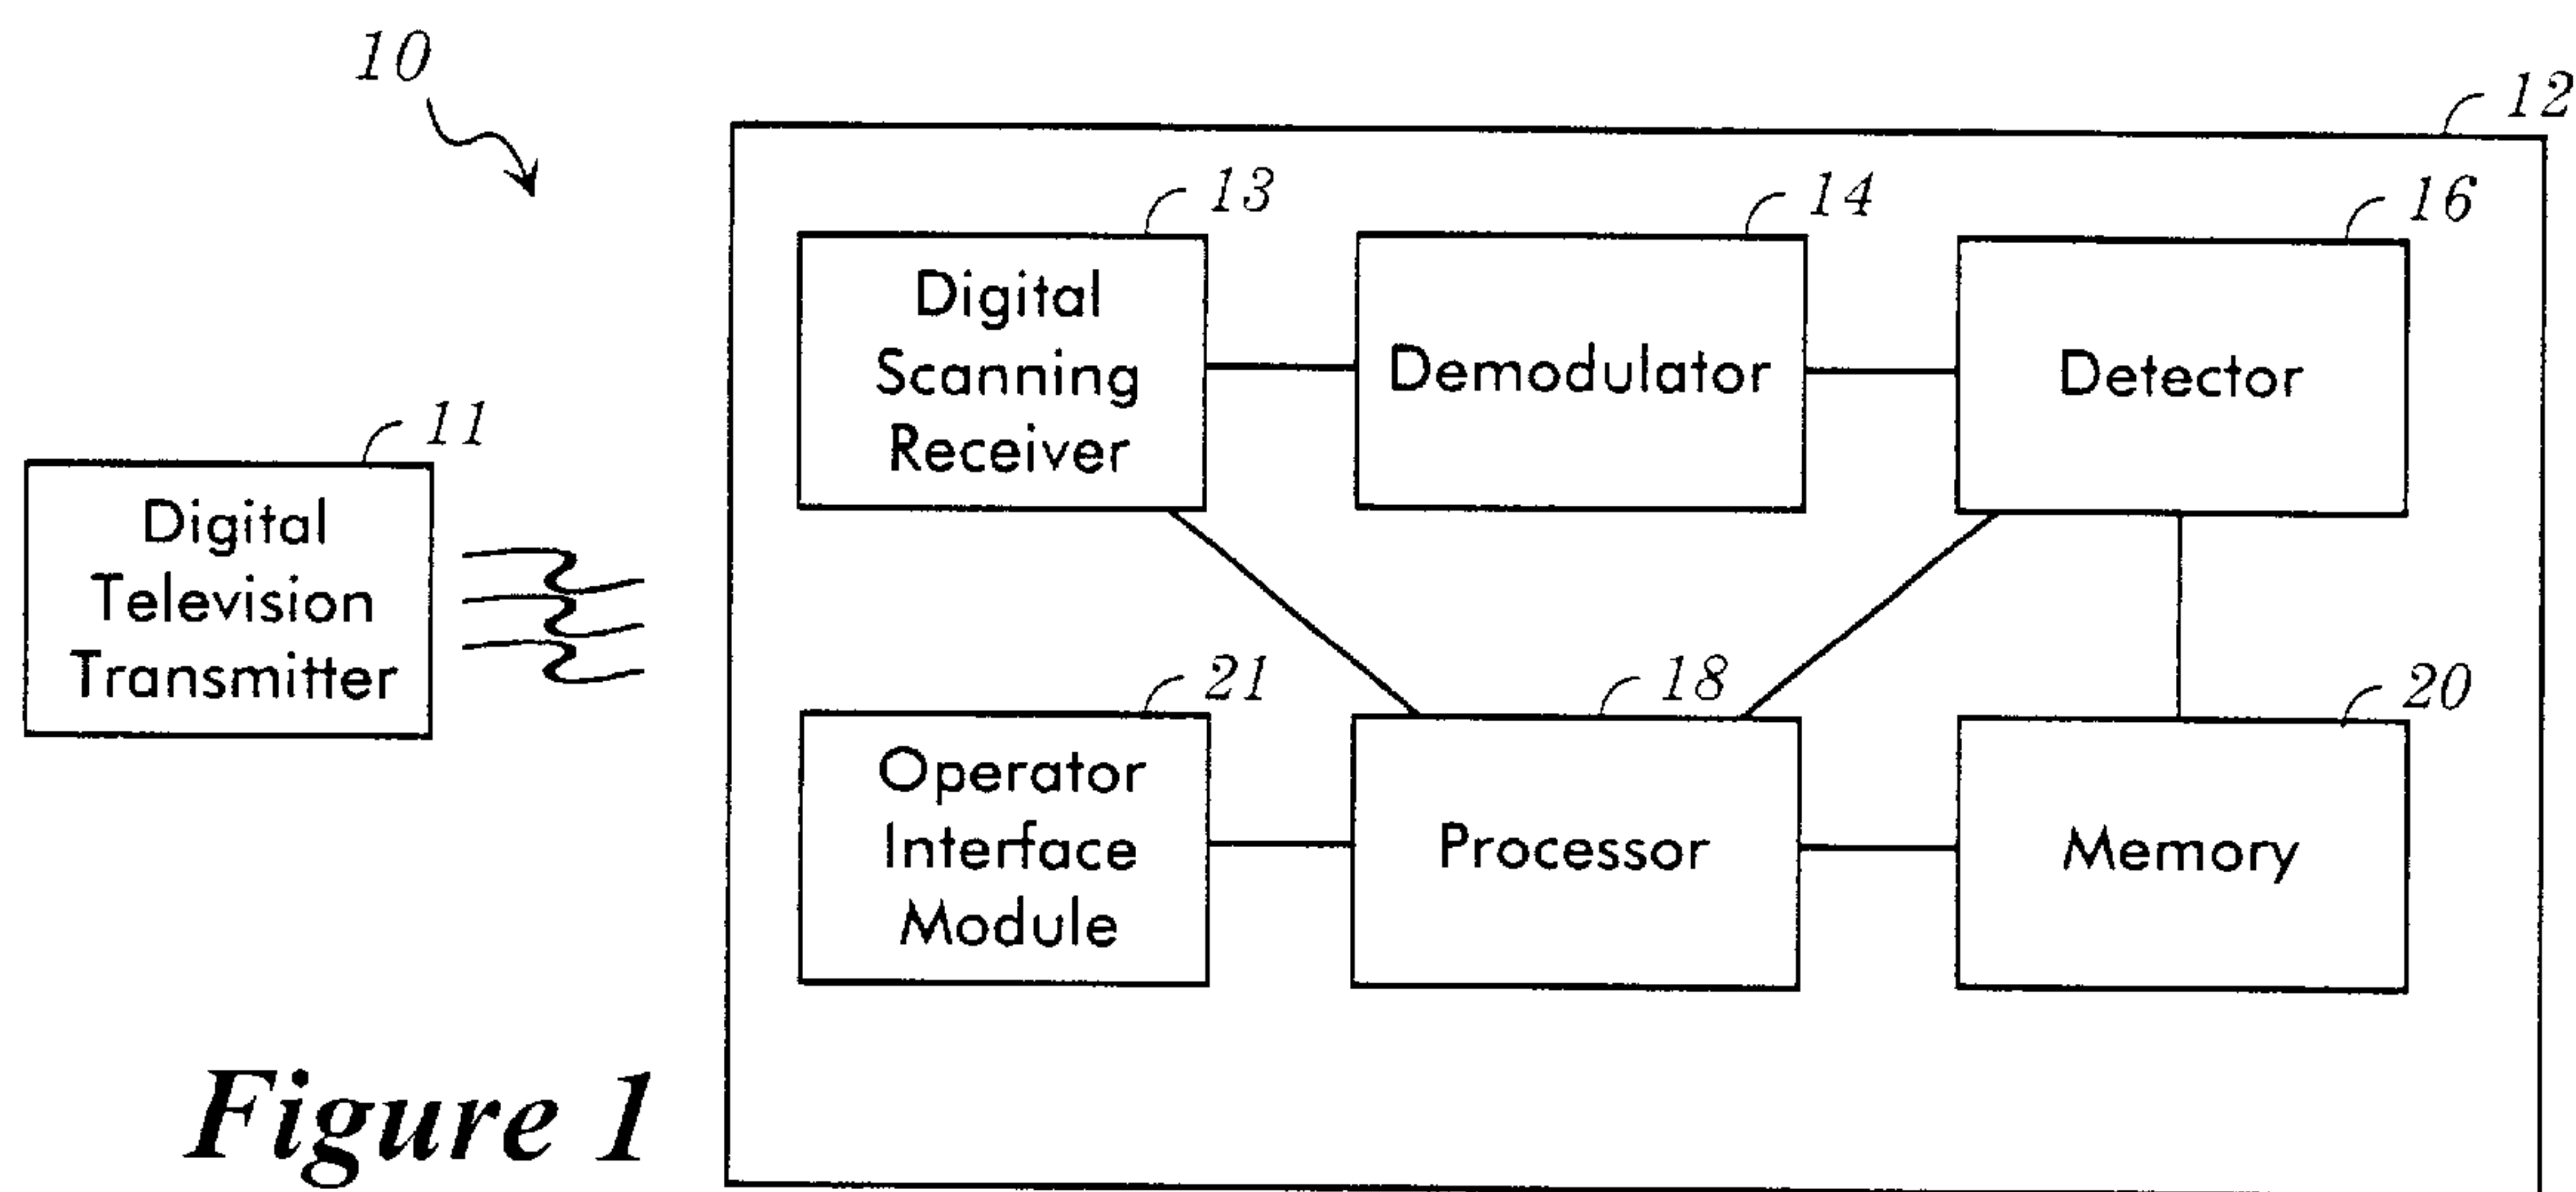 10
12
13
14
16
Digital
Scanning
Receiver
Demodulator
Detector
11
Digital
Television
Transmitter
21
18
20
Operator
Interface
Module
Processor
Memory
Figure 1